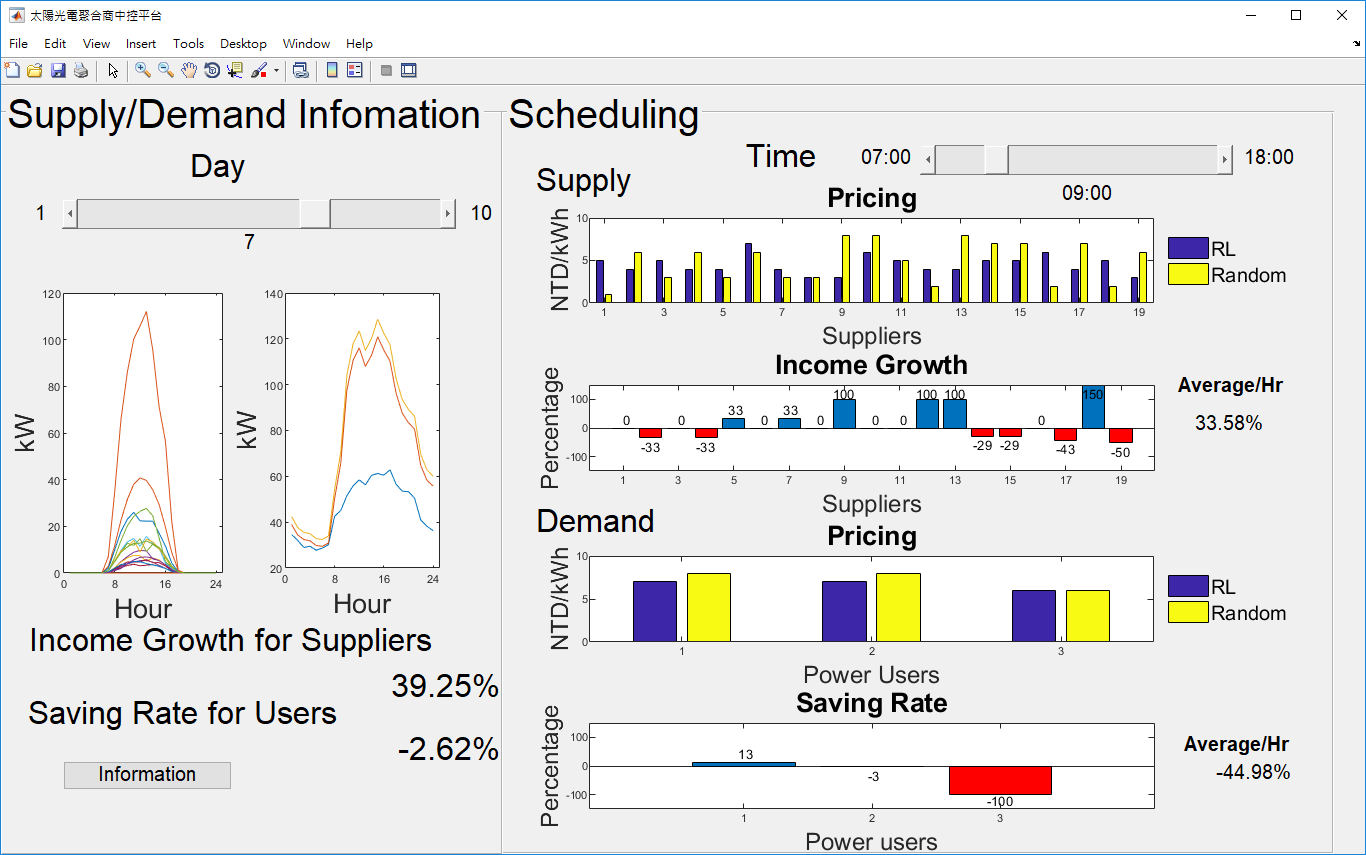 太陽光電聚合商中控平台
File Edit View Insert Tools Desktop Window Help
Supply/Demand Infomation
Day
1 10
7
kW
120
100
80
60
40
20
0
0 8 16 24
Hour
kW
140
120
100
80
60
40
20
0 8 16 24
Hour
Income Growth for Suppliers
39.25%
Saving Rate for Users
-2.62%
Information
Scheduling
Time 07:00 18:00
09:00
Supply
Pricing
NTD/kWh
10
5
0
1 3 5 7 9 11 13 15 17 19
Suppliers
RL
Random
Income Growth
Percentage
100
0
-100
0 -33 0 -33 33 0 33 0 100 0 0 100 100 -29 -29 0 -43 150 -50
1 3 5 7 9 11 13 15 17 19
Suppliers
Average/Hr
33.58%
Demand
Pricing
NTD/kWh
10
5
0
1 2 3
Power Users
RL
Random
Saving Rate
Percentage
100
0
-100
13 -3 -100
1 2 3
Power users
Average/Hr
-44.98%